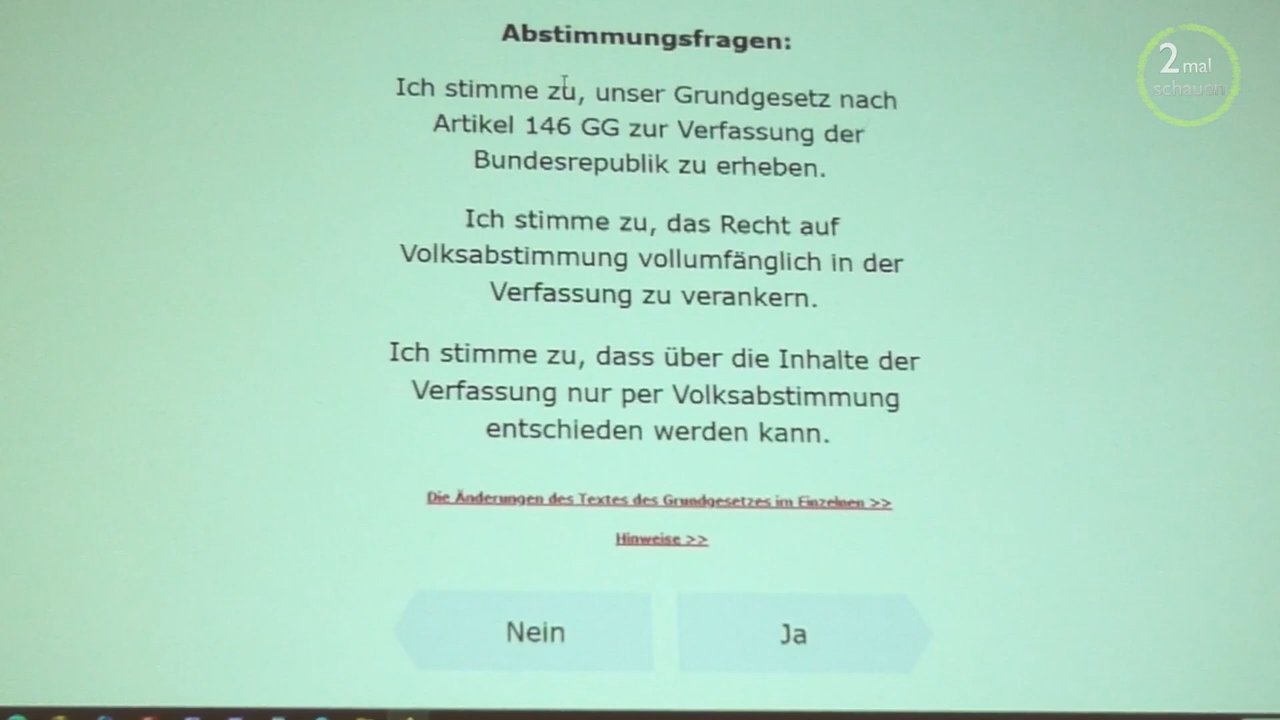 Abstimmungsfragen:
2 mal
schauen
Ich stimme zu, unser Grundgesetz nach
Artikel 146 GG zur Verfassung der
Bundesrepublik zu erheben.
Ich stimme zu, das Recht auf
Volksabstimmung vollumfänglich in der
Verfassung zu verankern.
Ich stimme zu, dass über die Inhalte der
Verfassung nur per Volksabstimmung
entschieden werden kann.
Die Änderungen des Textes des Grundgesetzes im Einzelnen >>
Hinweise >>
Nein
Ja